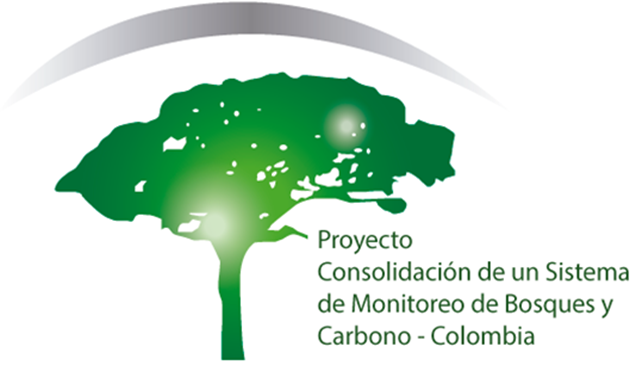 Proyecto
Consolidación de un Sistema
de Monitoreo de Bosques y
Carbono - Colombia